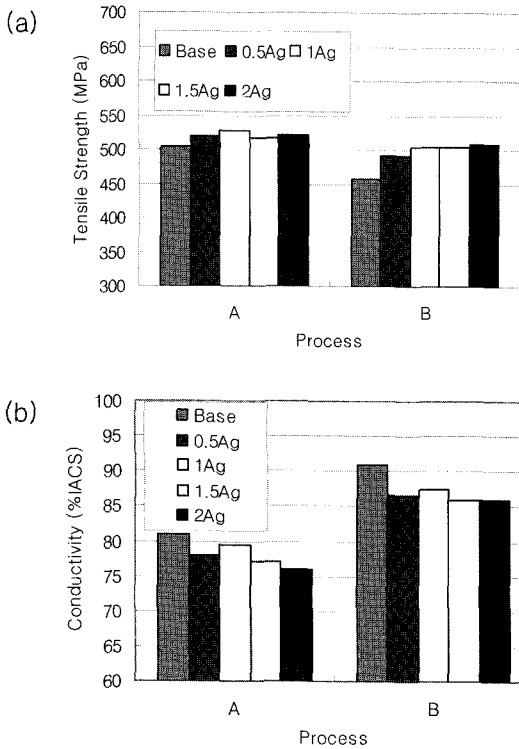 (a)
700
650
600
550
500
450
400
350
300
Tensile Strength (MPa)
Base 0.5Ag 1Ag
1.5Ag 2Ag
A B
Process
(b)
100
95
90
85
80
75
70
65
60
Conductivity (%IACS)
Base
0.5Ag
1Ag
1.5Ag
2Ag
A B
Process